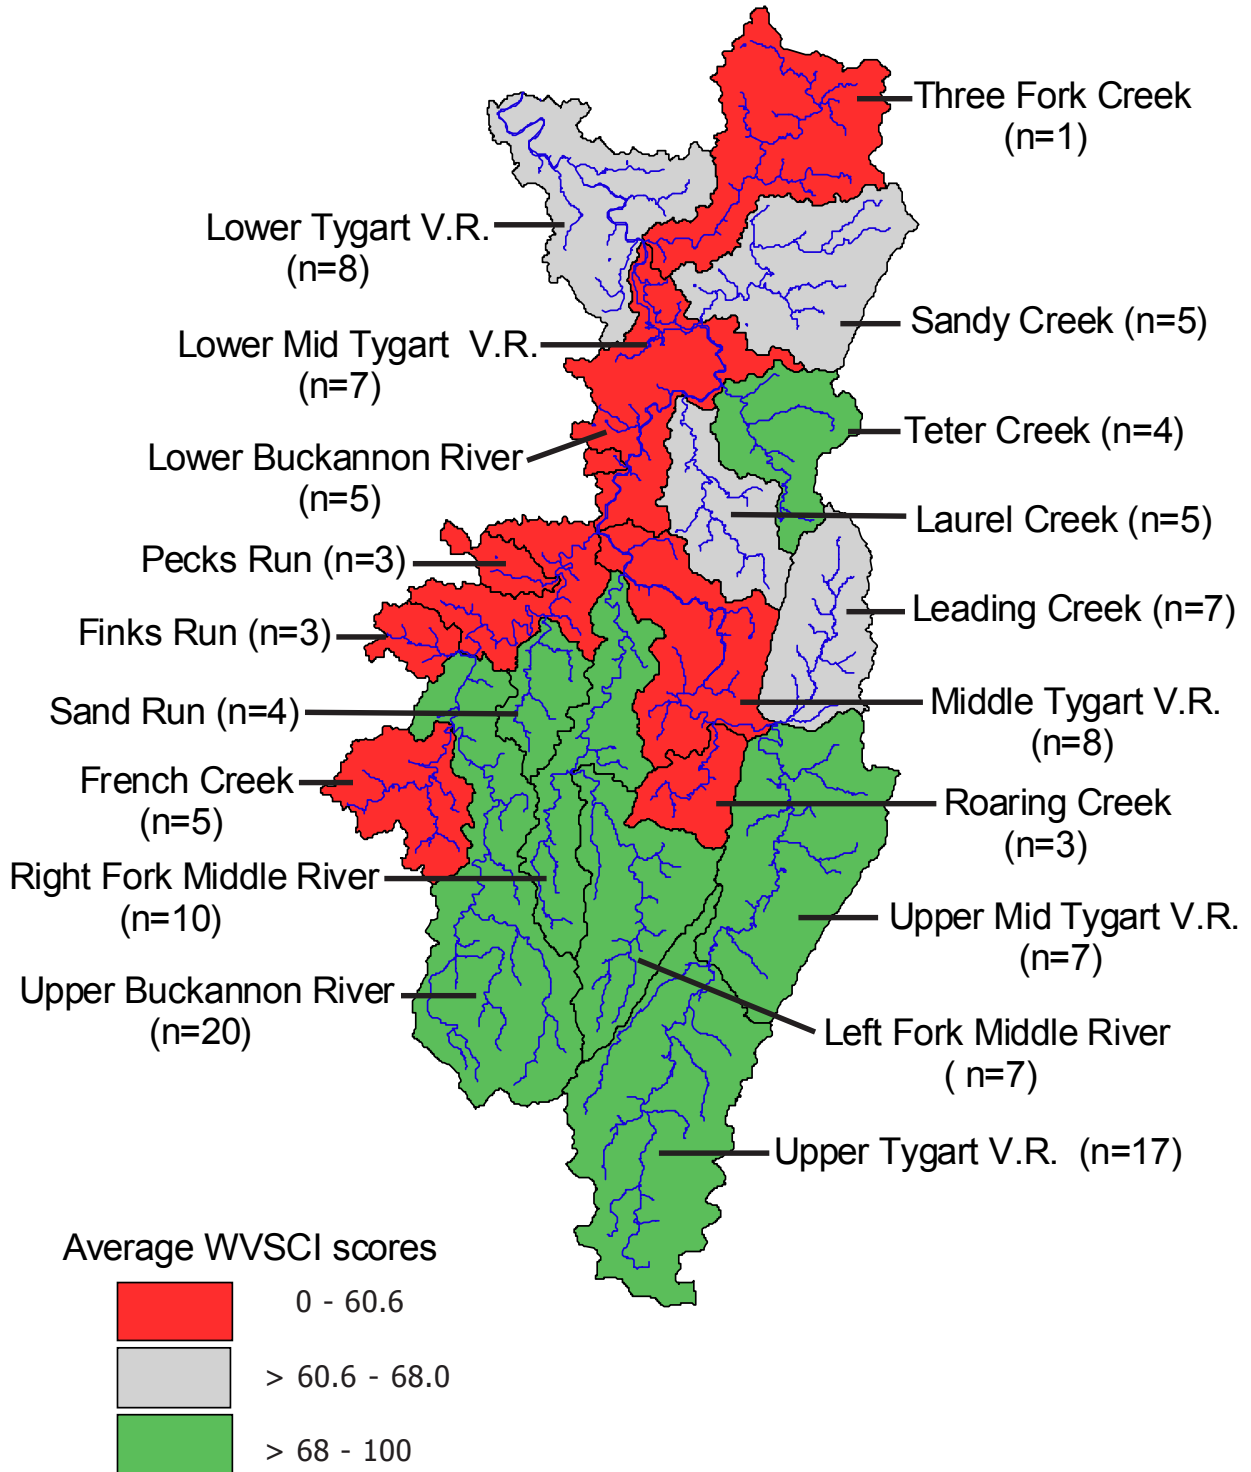 Three Fork Creek
(n=1)
Lower Tygart V.R.
(n=8)
Sandy Creek (n=5)
Lower Mid Tygart V.R.
(n=7)
Teter Creek (n=4)
Lower Buckannon River
(n=5)
Laurel Creek (n=5)
Pecks Run (n=3)
Leading Creek (n=7)
Finks Run (n=3)
Middle Tygart V.R.
(n=8)
Sand Run (n=4)
French Creek
(n=5)
Roaring Creek
(n=3)
Right Fork Middle River
(n=10)
Upper Mid Tygart V.R.
(n=7)
Upper Buckannon River
(n=20)
Left Fork Middle River
( n=7)
Upper Tygart V.R. (n=17)
Average WVSCI scores
0 - 60.6
> 60.6 - 68.0
> 68 - 100